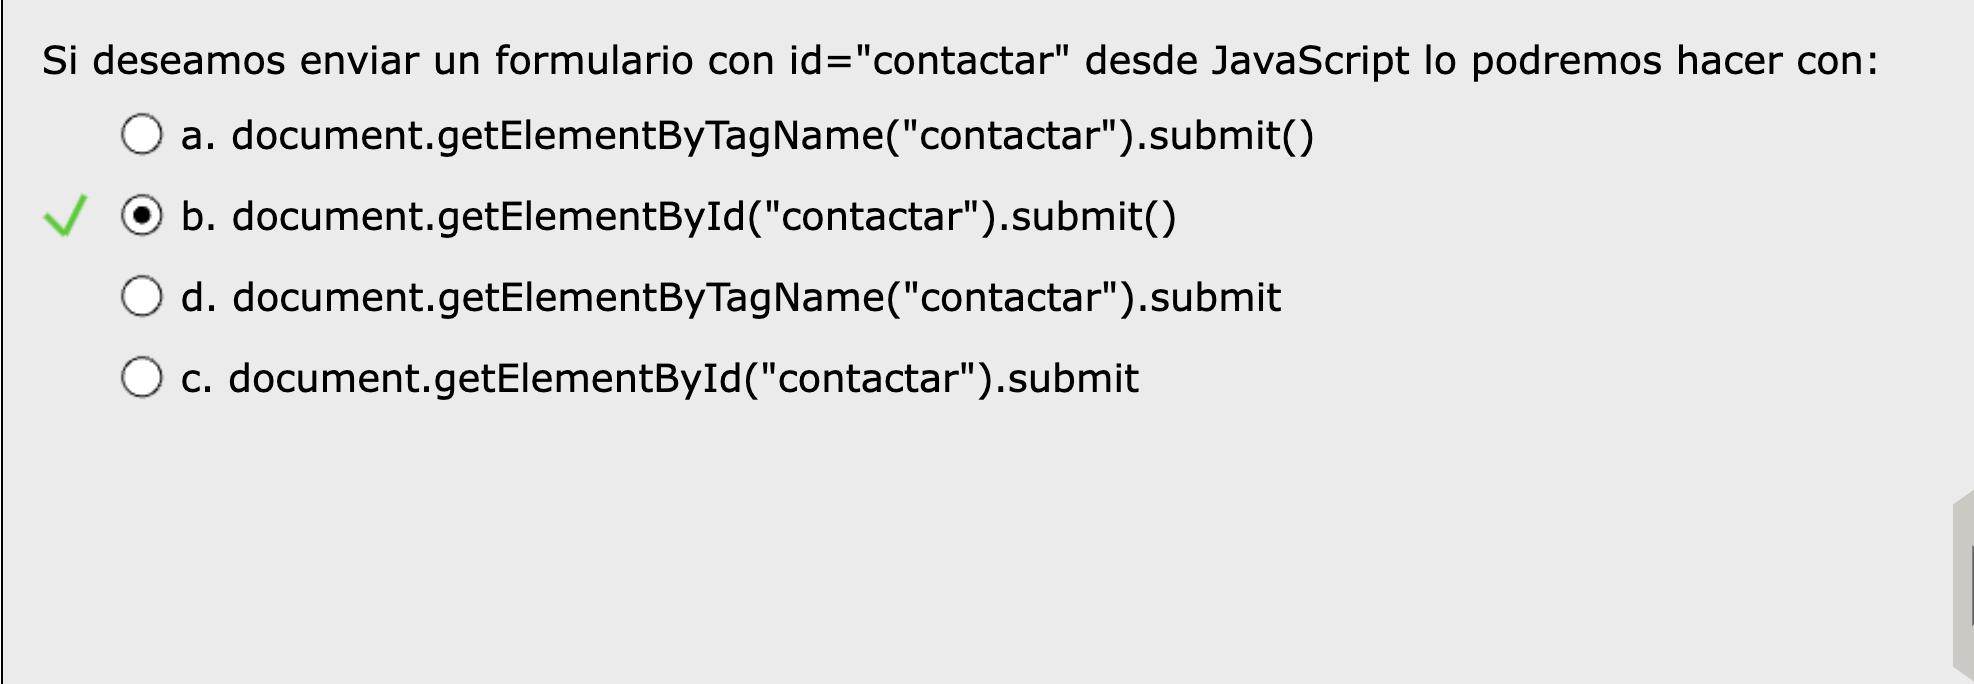 Si deseamos enviar un formulario con id="contactar" desde JavaScript lo podremos hacer con:
a. document.getElementByTagName("contactar").submit()
b. document.getElementById("contactar").submit()
d. document.getElementByTagName("contactar").submit
c. document.getElementById("contactar").submit